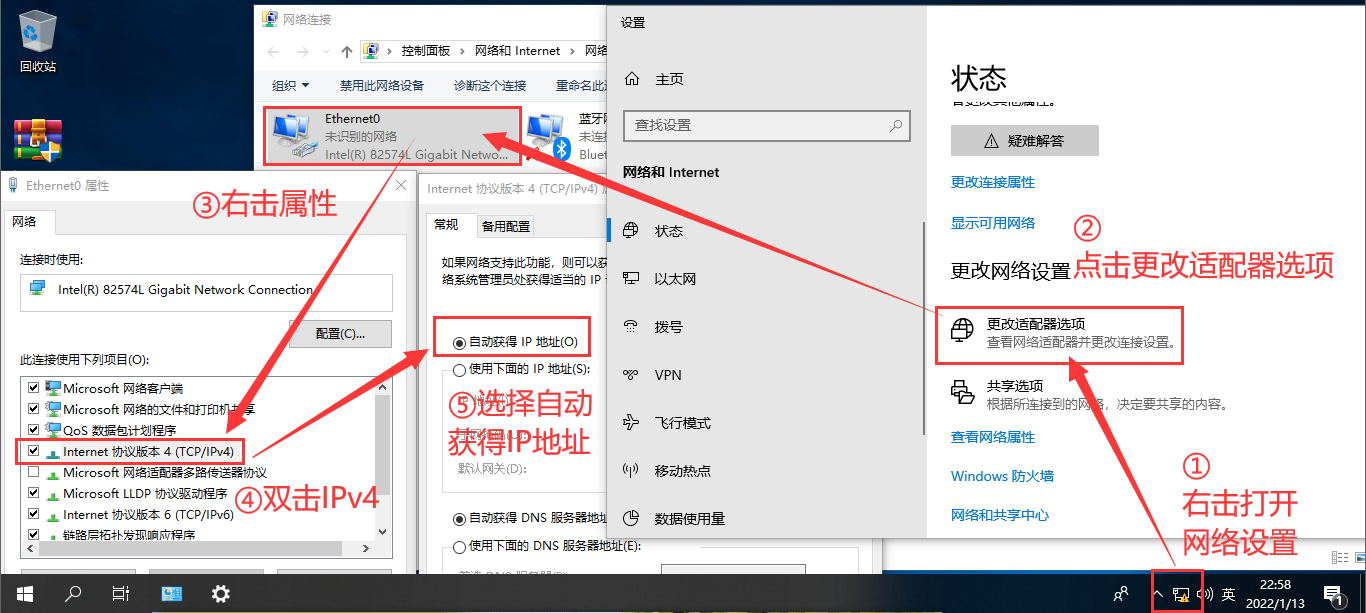 回收站
网络连接
控制面板
网络和 Internet
网络
组织
禁用此网络设备
诊断这个连接
重命名此
Ethernet0
未识别的网络
Intel(R) 82574L Gigabit Netwo...
蓝牙网
未连接
Bluet
Ethernet0 属性
网络
连接时使用:
Intel(R) 82574L Gigabit Network Connection
配置(C)...
此连接使用下列项目(O):
Microsoft 网络客户端
Microsoft 网络的文件和打印机共享
QoS 数据包计划程序
Internet 协议版本 4 (TCP/IPv4)
Microsoft 网络适配器多路传送器协议
Microsoft LLDP 协议驱动程序
Internet 协议版本 6 (TCP/IPv6)
链路层拓扑发现响应程序
③右击属性
④双击IPv4
Internet 协议版本 4 (TCP/IPv4)
常规
备用配置
如果网络支持此功能，则可以获
络系统管理员处获得适当的 IP
自动获得 IP 地址(O)
使用下面的 IP 地址(S):
⑤选择自动
获得IP地址
默认网关(D):
自动获得 DNS 服务器地址
使用下面的 DNS 服务器地址(E):
设置
主页
查找设置
网络和 Internet
状态
以太网
拨号
VPN
飞行模式
移动热点
数据使用量
状态
疑难解答
更改连接属性
显示可用网络
更改网络设置
②
点击更改适配器选项
更改适配器选项
查看网络适配器并更改连接设置。
共享选项
根据所连接到的网络，决定要共享的内容。
查看网络属性
Windows 防火墙
网络和共享中心
①
右击打开
网络设置
英
22:58
2022/1/13
1